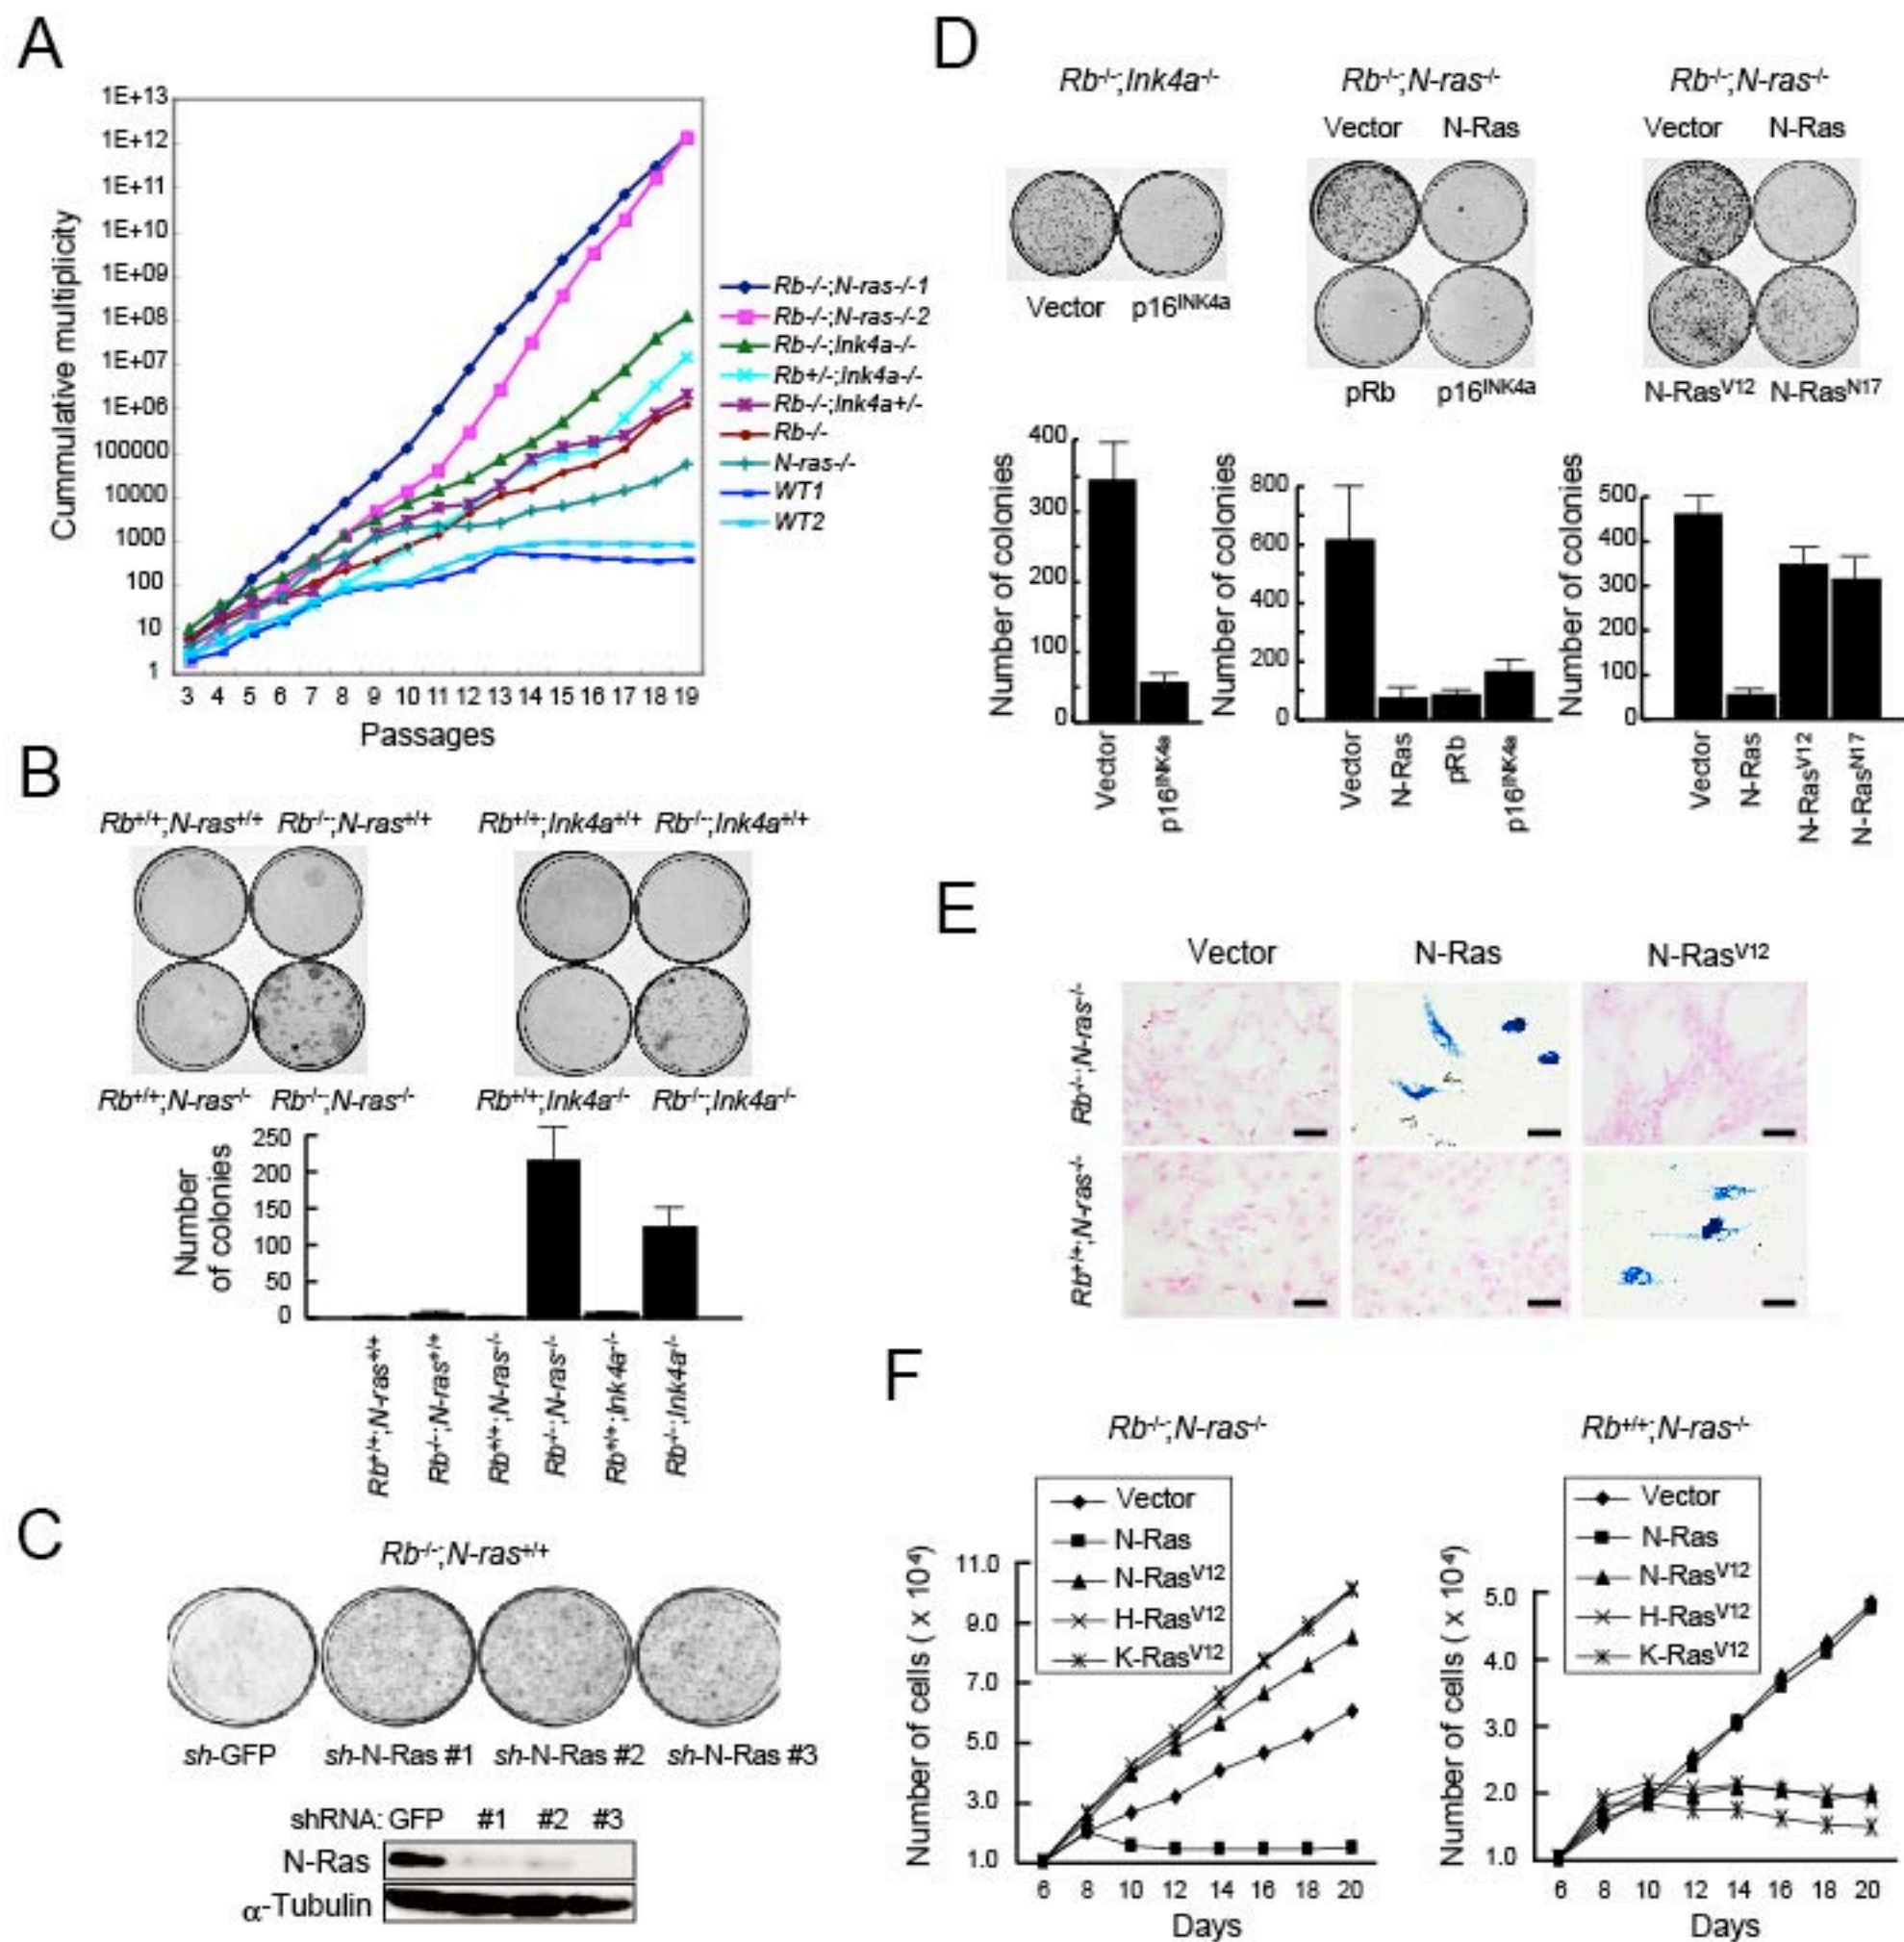 A
1E+13
1E+12
1E+11
1E+10
1E+09
1E+08
1E+07
1E+06
100000
10000
1000
100
10
1
Cummulative multiplicity
3 4 5 6 7 8 9 10 11 12 13 14 15 16 17 18 19
Passages
Rb-/-;N-ras-/-1
Rb-/-;N-ras-/-2
Rb-/-;Ink4a-/-
Rb+/-;Ink4a-/-
Rb-/-;Ink4a+/-
Rb-/-
N-ras-/-
WT1
WT2
B
Rb+/+;N-ras+/+ Rb-/-;N-ras+/+
Rb+/+;Ink4a+/+ Rb-/-;Ink4a+/+
Rb+/+;N-ras-/- Rb-/-;N-ras-/-
Rb+/+;Ink4a-/- Rb-/-;Ink4a-/-
Number
of colonies
250
200
150
100
50
0
Rb+/+;N-ras+/+
Rb-/-;N-ras+/+
Rb+/+;N-ras-/-
Rb-/-;N-ras-/-
Rb+/+;Ink4a-/-
Rb-/-;Ink4a-/-
C
Rb-/-;N-ras+/+
sh-GFP sh-N-Ras #1 sh-N-Ras #2 sh-N-Ras #3
shRNA: GFP #1 #2 #3
N-Ras
α-Tubulin
D
Rb-/-;Ink4a-/-
Vector p16INK4a
Rb-/-;N-ras-/-
Vector N-Ras
pRb p16INK4a
Rb-/-;N-ras-/-
Vector N-Ras
N-RasV12 N-RasN17
Number of colonies
400
300
200
100
0
Vector
p16INK4a
Number of colonies
800
600
400
200
0
Vector
N-Ras
pRb
p16INK4a
Number of colonies
500
400
300
200
100
0
Vector
N-Ras
N-RasV12
N-RasN17
E
Vector N-Ras N-RasV12
Rb-/-;N-ras-/-
Rb+/+;N-ras-/-
F
Rb-/-;N-ras-/-
Vector
N-Ras
N-RasV12
H-RasV12
K-RasV12
Number of cells ( x 10⁴)
11.0
9.0
7.0
5.0
3.0
1.0
6 8 10 12 14 16 18 20
Days
Rb+/+;N-ras-/-
Vector
N-Ras
N-RasV12
H-RasV12
K-RasV12
Number of cells ( x 10⁴)
5.0
4.0
3.0
2.0
1.0
6 8 10 12 14 16 18 20
Days